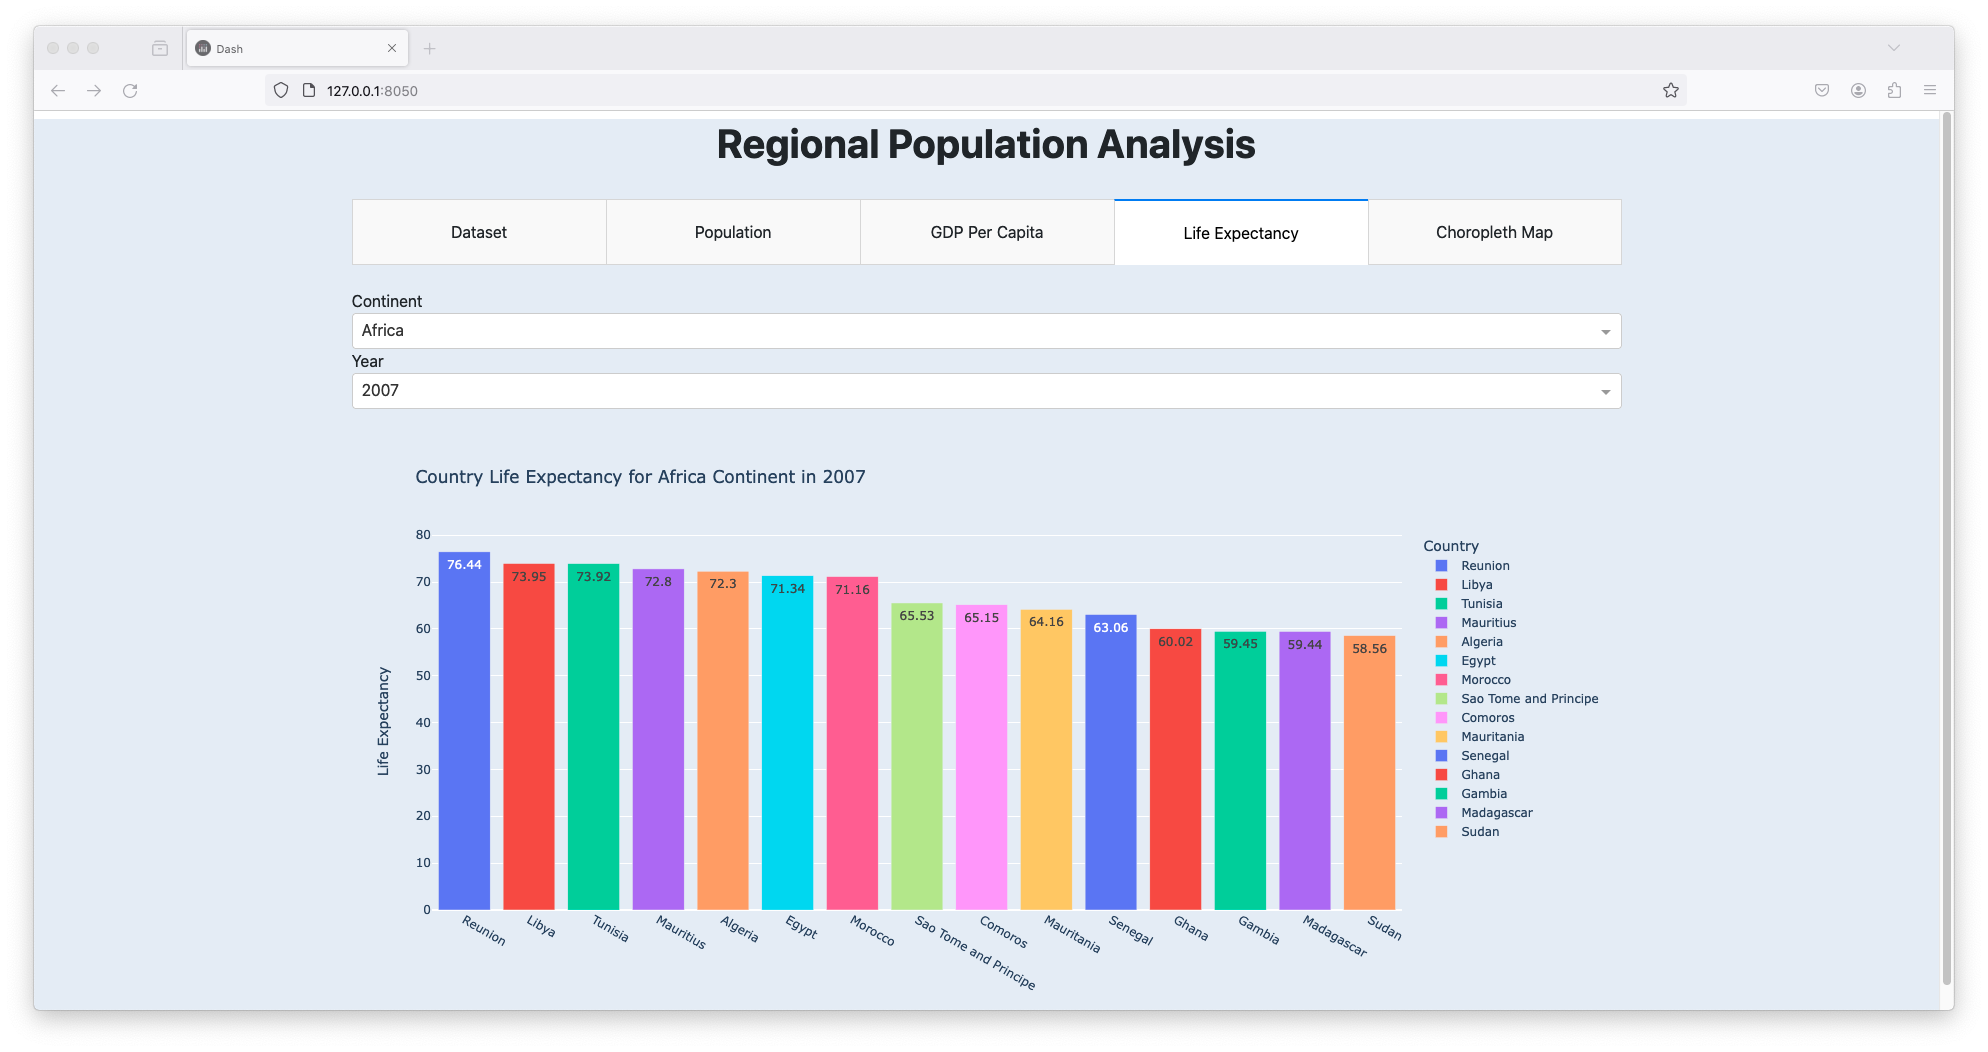 Dash
127.0.0.1:8050
Regional Population Analysis
Dataset
Population
GDP Per Capita
Life Expectancy
Choropleth Map
Continent
Africa
Year
2007
Country Life Expectancy for Africa Continent in 2007
80
70
60
50
40
30
20
10
0
Life Expectancy
76.44
73.95
73.92
72.8
72.3
71.34
71.16
65.53
65.15
64.16
63.06
60.02
59.45
59.44
58.56
Reunion
Libya
Tunisia
Mauritius
Algeria
Egypt
Morocco
Sao Tome and Principe
Comoros
Mauritania
Senegal
Ghana
Gambia
Madagascar
Sudan
Country
Reunion
Libya
Tunisia
Mauritius
Algeria
Egypt
Morocco
Sao Tome and Principe
Comoros
Mauritania
Senegal
Ghana
Gambia
Madagascar
Sudan